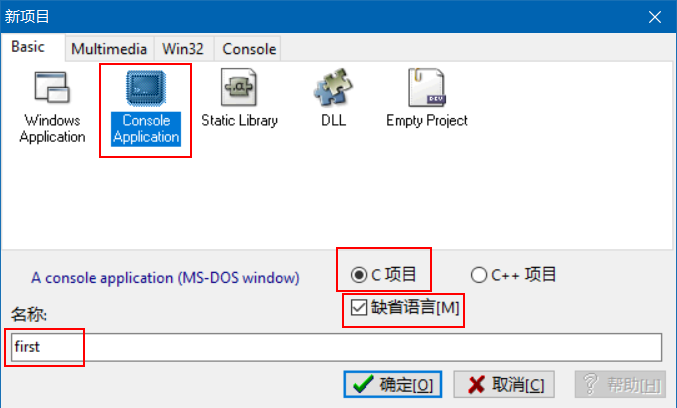 新项目
Basic
Multimedia
Win32
Console
.a
DEV
Windows
Application
Console
Application
Static Library
DLL
Empty Project
A console application (MS-DOS window)
C 项目
C++ 项目
缺省语言[M]
名称:
first
确定[O]
取消[C]
帮助[H]